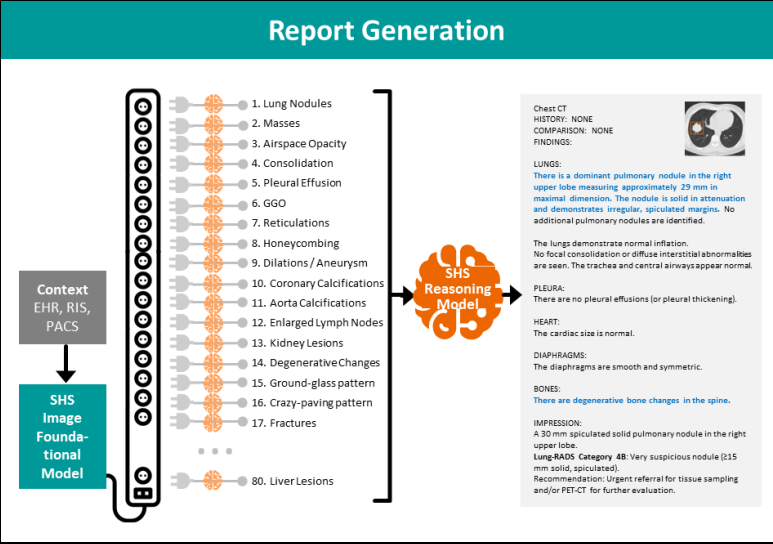 Report Generation
Context
EHR, RIS,
PACS
SHS
Image
Founda-
tional
Model
1. Lung Nodules
2. Masses
3. Airspace Opacity
4. Consolidation
5. Pleural Effusion
6. GGO
7. Reticulations
8. Honeycombing
9. Dilations / Aneurysm
10. Coronary Calcifications
11. Aorta Calcifications
12. Enlarged Lymph Nodes
13. Kidney Lesions
14. Degenerative Changes
15. Ground-glass pattern
16. Crazy-paving pattern
17. Fractures
...
80. Liver Lesions
SHS
Reasoning
Model
Chest CT
HISTORY: NONE
COMPARISON: NONE
FINDINGS:
LUNGS:
There is a dominant pulmonary nodule in the right
upper lobe measuring approximately 29 mm in
maximal dimension. The nodule is solid in attenuation
and demonstrates irregular, spiculated margins. No
additional pulmonary nodules are identified.
The lungs demonstrate normal inflation.
No focal consolidation or diffuse interstitial abnormalities
are seen. The trachea and central airways appear normal.
PLEURA:
There are no pleural effusions (or pleural thickening).
HEART:
The cardiac size is normal.
DIAPHRAGMS:
The diaphragms are smooth and symmetric.
BONES:
There are degenerative bone changes in the spine.
IMPRESSION:
A 30 mm spiculated solid pulmonary nodule in the right
upper lobe.
Lung-RADS Category 4B: Very suspicious nodule (≥15
mm solid, spiculated).
Recommendation: Urgent referral for tissue sampling
and/or PET-CT for further evaluation.